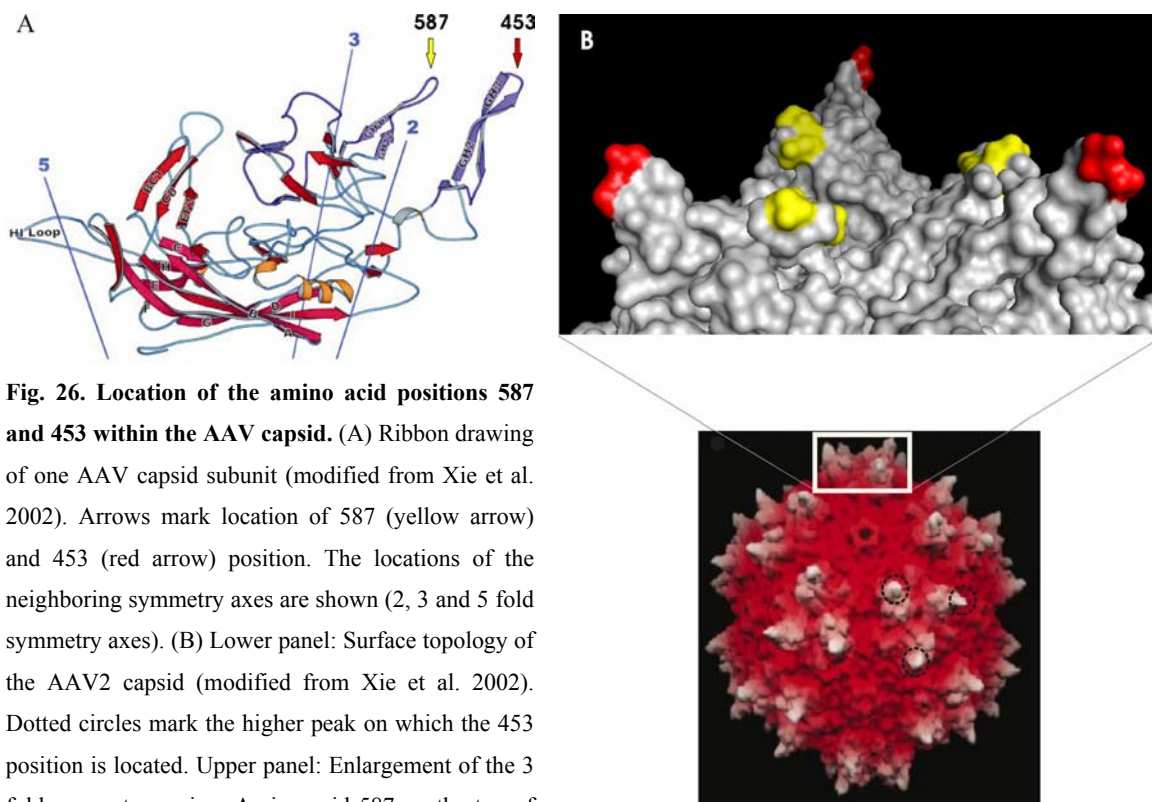 A
587
453
3
2
5
HI Loop
B
Fig. 26. Location of the amino acid positions 587
and 453 within the AAV capsid. (A) Ribbon drawing
of one AAV capsid subunit (modified from Xie et al.
2002). Arrows mark location of 587 (yellow arrow)
and 453 (red arrow) position. The locations of the
neighboring symmetry axes are shown (2, 3 and 5 fold
symmetry axes). (B) Lower panel: Surface topology of
the AAV2 capsid (modified from Xie et al. 2002).
Dotted circles mark the higher peak on which the 453
position is located. Upper panel: Enlargement of the 3